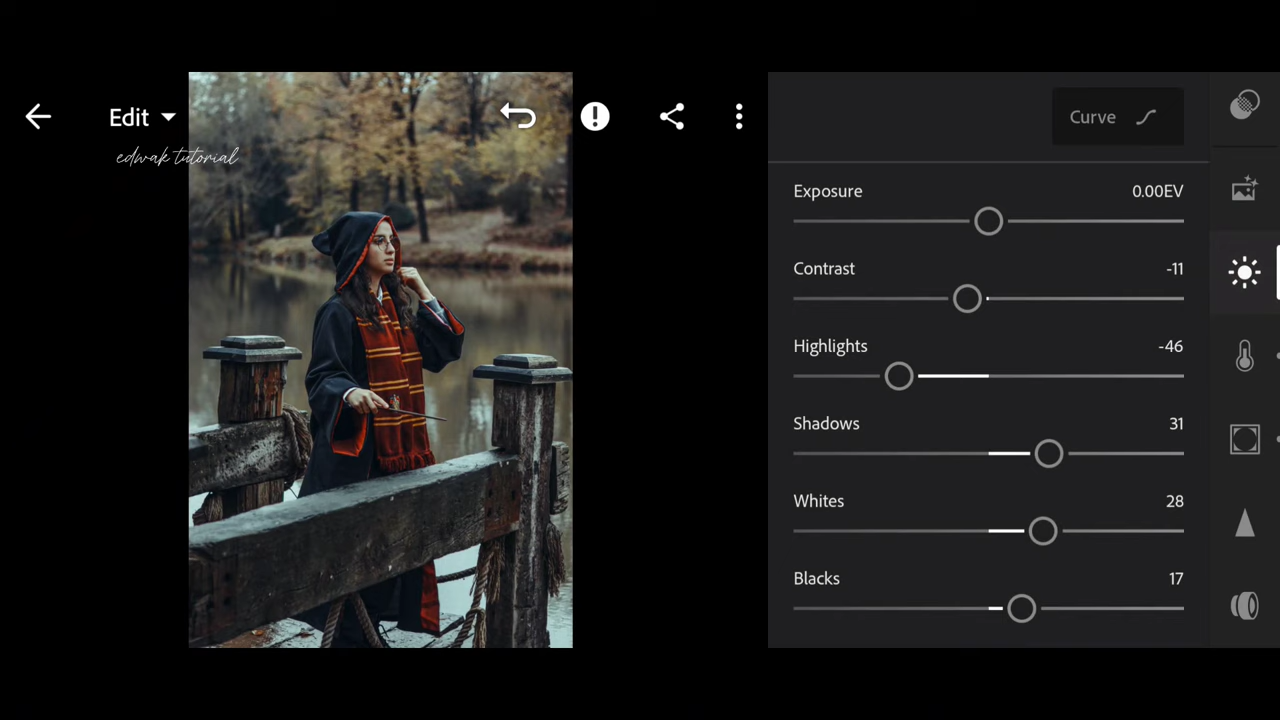 Edit
edwak tutorial
Curve
Exposure 0.00EV
Contrast -11
Highlights -46
Shadows 31
Whites 28
Blacks 17